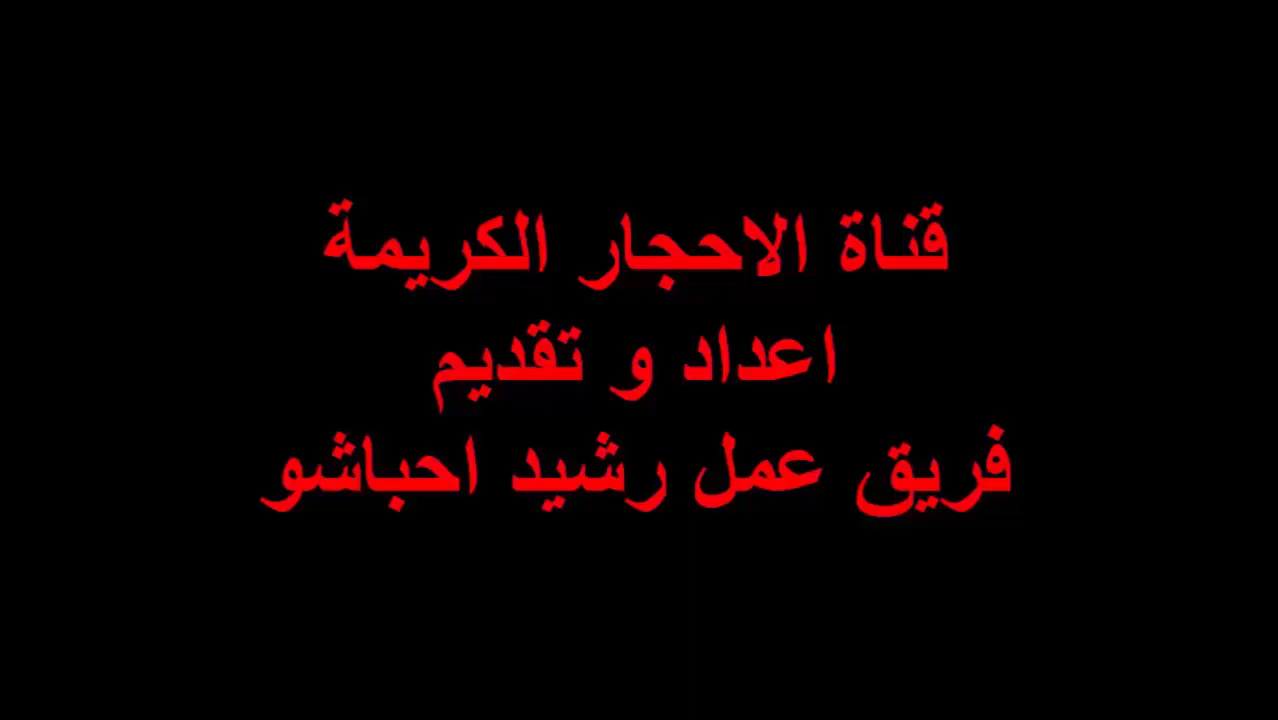 قناة الاحجار الكريمة
اعداد و تقديم
فريق عمل رشيد احباشو